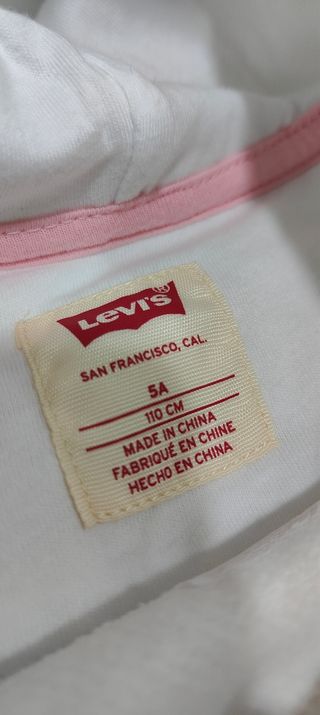 LEVI'S®
SAN FRANCISCO, CAL.
5A
110 CM
MADE IN CHINA
FABRIQUÉ EN CHINE
HECHO EN CHINA